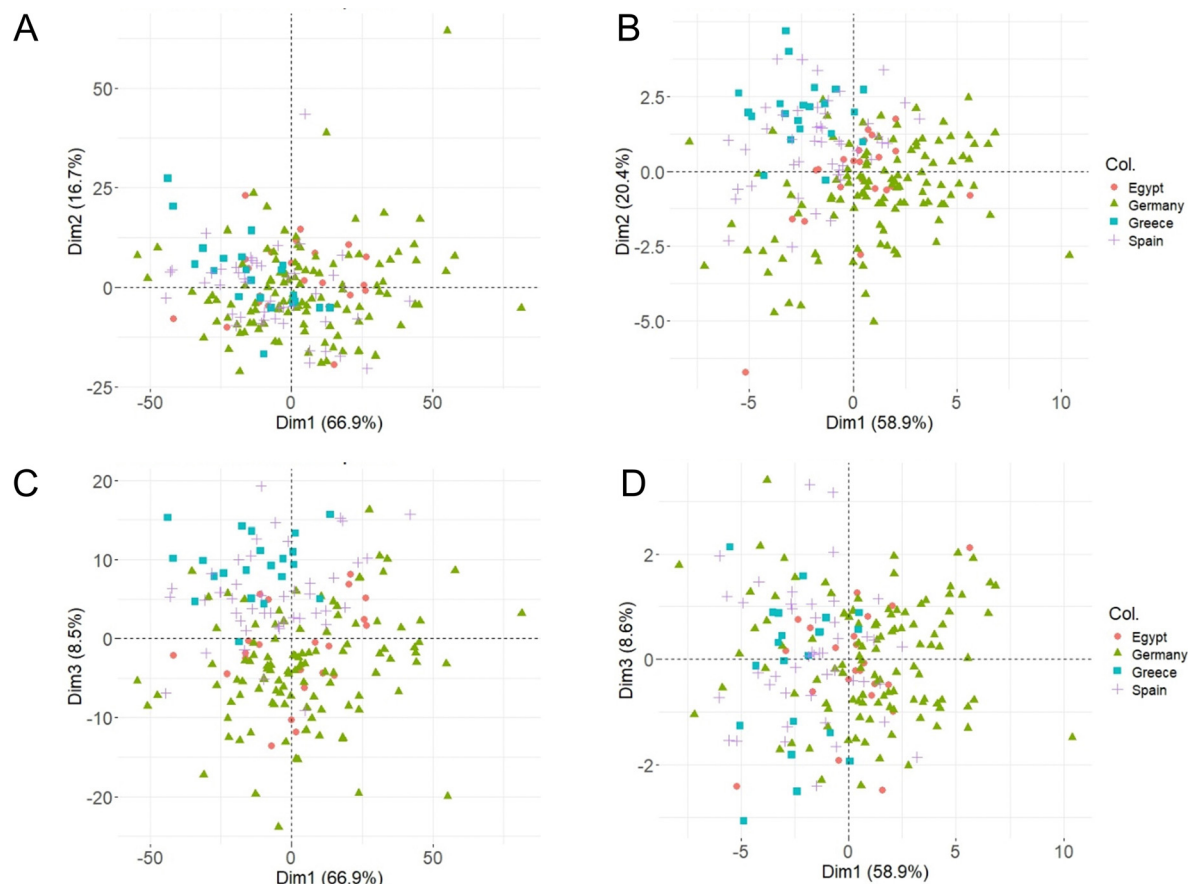 A
B
50
25
0
-25
Dim2 (16.7%)
-50
0
50
Dim1 (66.9%)
2.5
0.0
-2.5
-5.0
Dim2 (20.4%)
-5
0
5
10
Dim1 (58.9%)
Col.
Egypt
Germany
Greece
Spain
C
D
20
10
0
-10
-20
Dim3 (8.5%)
-50
0
50
Dim1 (66.9%)
2
0
-2
Dim3 (8.6%)
-5
0
5
10
Dim1 (58.9%)
Col.
Egypt
Germany
Greece
Spain